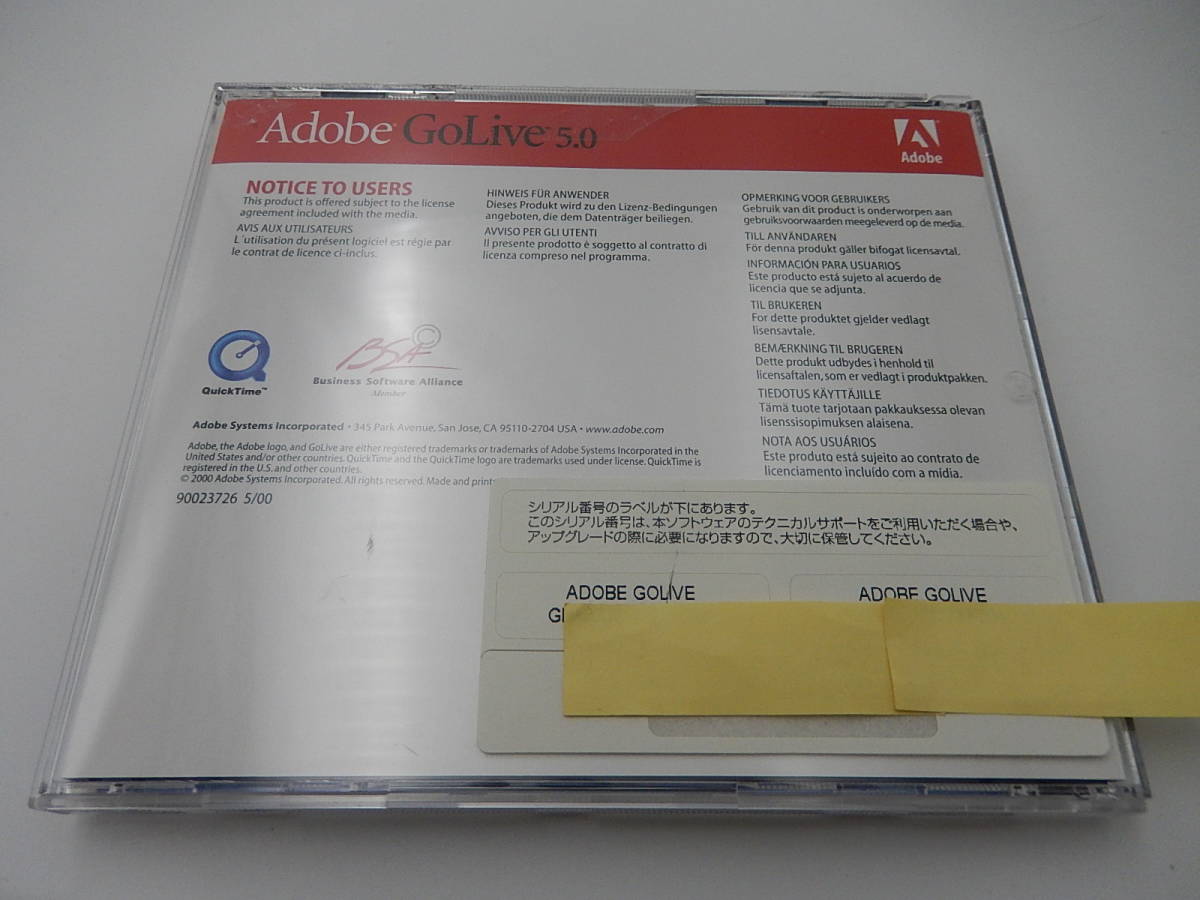 Adobe GoLive™ 5.0
Adobe
NOTICE TO USERS
This product is offered subject to the license
agreement included with the media.
AVIS AUX UTILISATEURS
L'utilisation du présent logiciel est régie par
le contrat de licence ci-inclus.
HINWEIS FÜR ANWENDER
Dieses Produkt wird zu den Lizenz-Bedingungen
angeboten, die dem Datenträger beiliegen.
AVVISO PER GLI UTENTI
Il presente prodotto è soggetto al contratto di
licenza compreso nel programma.
OPMERKING VOOR GEBRUIKERS
Gebruik van dit product is onderworpen aan
gebruiksvoorwaarden meegeleverd op de media.
TILL ANVÄNDAREN
För denna produkt gäller bifogat licensavtal.
INFORMACIÓN PARA USUARIOS
Este producto está sujeto al acuerdo de
licencia que se adjunta.
TIL BRUKEREN
For dette produktet gjelder vedlagt
lisensavtale.
BEMÆRKNING TIL BRUGEREN
Dette produkt udbydes i henhold til
licensaftalen, som er vedlagt i produktpakken.
TIEDOTUS KÄYTTÄJILLE
Tämä tuote tarjotaan pakkauksessa olevan
lisenssisopimuksen alaisena.
NOTA AOS USUÁRIOS
Este produto está sujeito ao contrato de
licenciamento incluído com a mídia.
QuickTime™
BSA
Business Software Alliance
Member
Adobe Systems Incorporated • 345 Park Avenue, San Jose, CA 95110-2704 USA • www.adobe.com
Adobe, the Adobe logo, and GoLive are either registered trademarks or trademarks of Adobe Systems Incorporated in the
United States and/or other countries. QuickTime and the QuickTime logo are trademarks used under license. QuickTime is
registered in the U.S. and other countries.
© 2000 Adobe Systems Incorporated. All rights reserved. Made and
90023726 5/00
シリアル番号のラベルが下にあります。
このシリアル番号は、本ソフトウェアのテクニカルサポートをご利用いただく場合や、
アップグレードの際に必要になりますので、大切に保管してください。
ADOBE GOLIVE
ADOBE GOLIVE